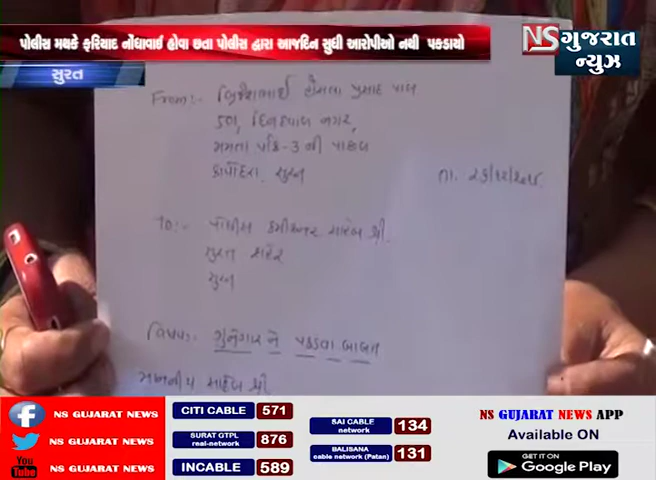 પોલીસ મથકે ફરિયાદ નોંધાવાઈ હોવા છતા પોલીસ દ્વારા આજદિન સુધી આરોપીઓ નથી પકડાયો
NS ગુજરાત
ન્યુઝ
સુરત
From:- પ્રસાદ પાલ
501, દિનદયાળ નગર,
મમતા પાર્ક-3 ની પાછળ
કાપોદ્રા. સુરત
તા.
To:- પોલીસ કમીશ્નર સાહેબ શ્રી.
સુરત શહેર
સુરત
વિષય:- ગુનેગાર ને પકડવા બાબત
માનનીય સાહેબ શ્રી
NS GUJARAT NEWS
NS GUJARAT NEWS
You Tube NS GUJARAT NEWS
CITI CABLE 571
SURAT GTPL real-network 876
INCABLE 589
SAI CABLE network 134
BALISANA cable network (Patan) 131
NS GUJARAT NEWS APP
Available ON
GET IT ON
Google Play